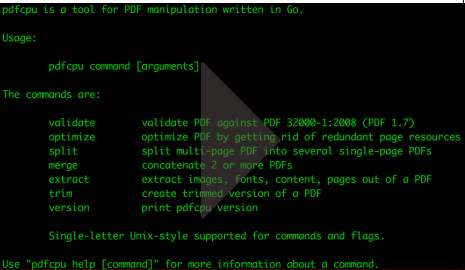 pdfcpu is a tool for PDF manipulation written in Go.
Usage:
pdfcpu command [arguments]
The commands are:
validate validate PDF against PDF 32000-1:2008 (PDF 1.7)
optimize optimize PDF by getting rid of redundant page resources
split split multi-page PDF into several single-page PDFs
merge concatenate 2 or more PDFs
extract extract images, fonts, content, pages out of a PDF
trim create trimmed version of a PDF
version print pdfcpu version
Single-letter Unix-style supported for commands and flags.
Use "pdfcpu help [command]" for more information about a command.